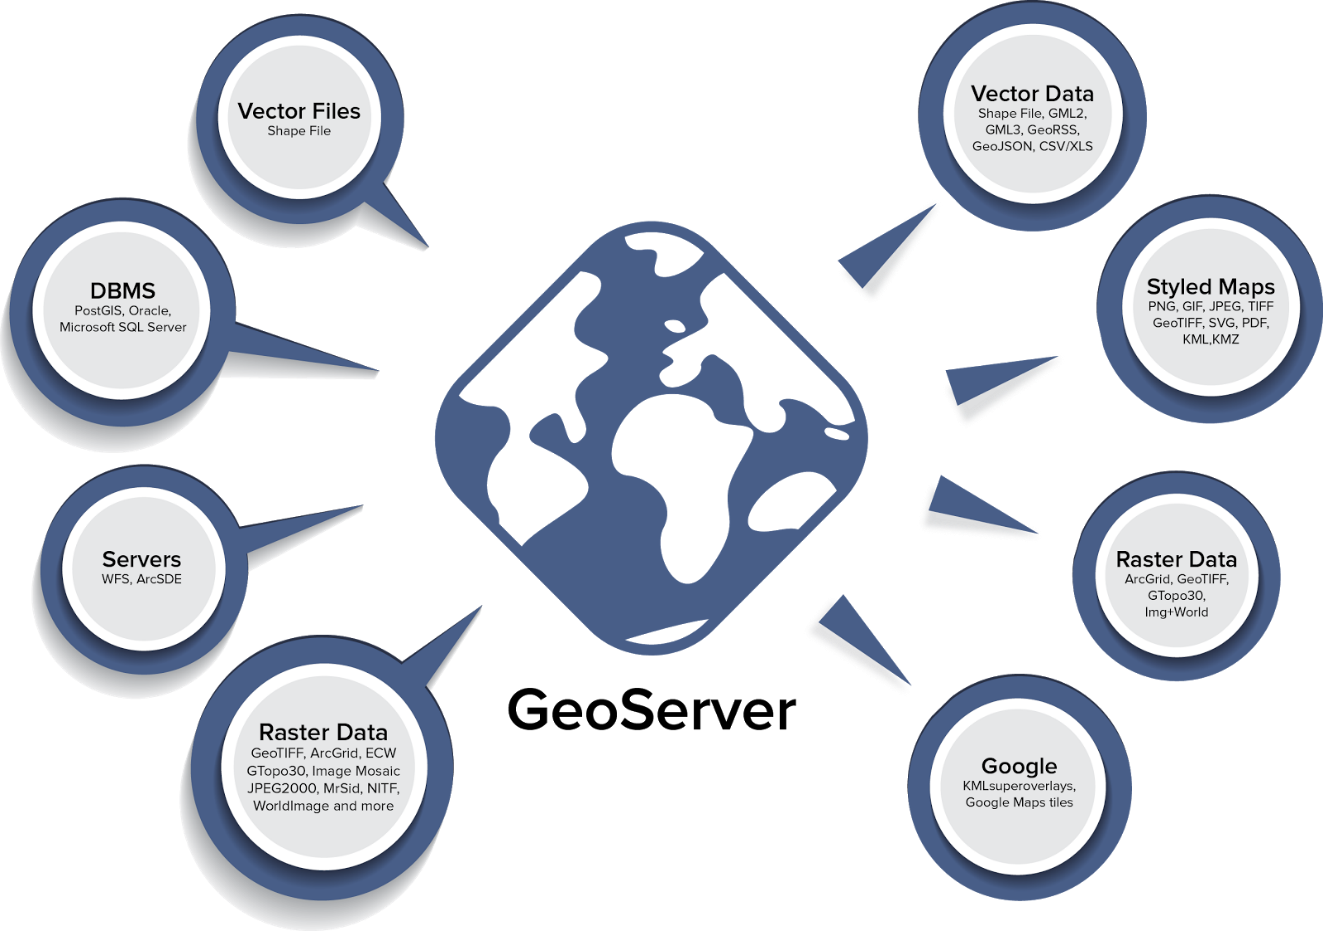 Vector Files
Shape File
DBMS
PostGIS, Oracle,
Microsoft SQL Server
Servers
WFS, ArcSDE
Raster Data
GeoTIFF, ArcGrid, ECW
GTopo30, Image Mosaic
JPEG2000, MrSid, NITF,
WorldImage and more
GeoServer
Vector Data
Shape File, GML2,
GML3, GeoRSS,
GeoJSON, CSV/XLS
Styled Maps
PNG, GIF, JPEG, TIFF
GeoTIFF, SVG, PDF,
KML,KMZ
Raster Data
ArcGrid, GeoTIFF,
GTopo30,
Img+World
Google
KMLsuperoverlays,
Google Maps tiles